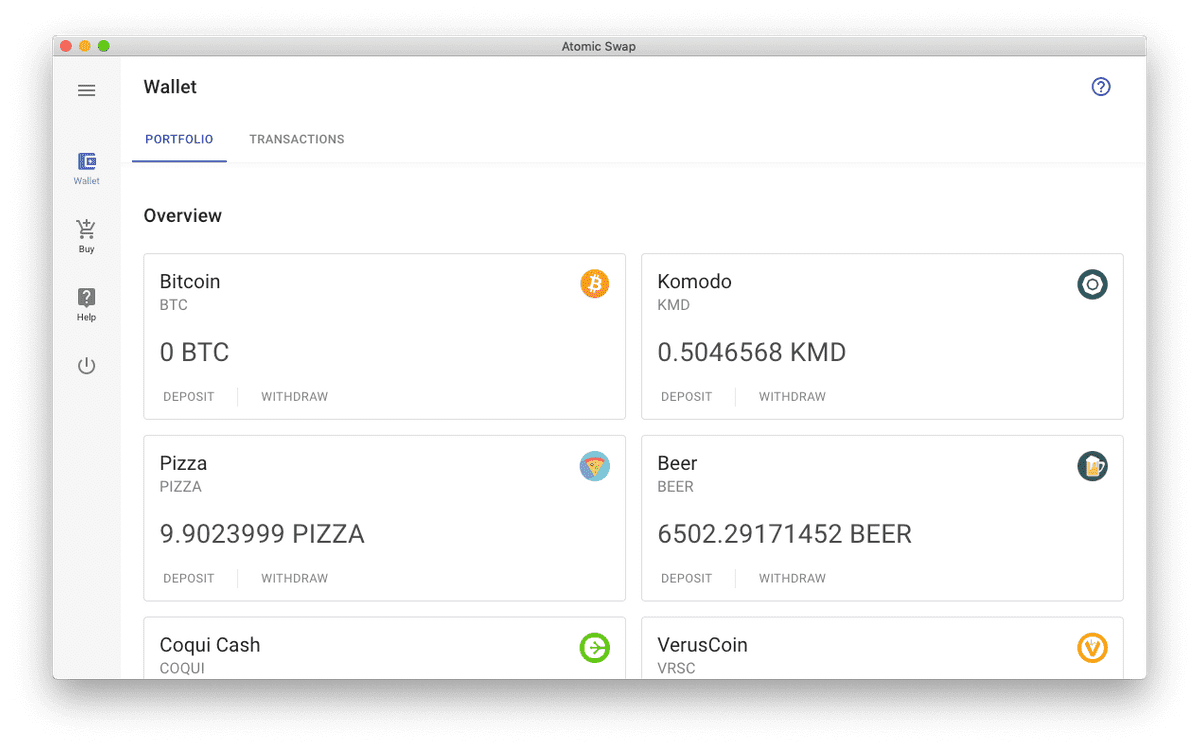 Atomic Swap
Wallet
PORTFOLIO TRANSACTIONS
Wallet
Buy
Help
Overview
Bitcoin
BTC
0 BTC
DEPOSIT WITHDRAW
Komodo
KMD
0.5046568 KMD
DEPOSIT WITHDRAW
Pizza
PIZZA
9.9023999 PIZZA
DEPOSIT WITHDRAW
Beer
BEER
6502.29171452 BEER
DEPOSIT WITHDRAW
Coqui Cash
COQUI
VerusCoin
VRSC